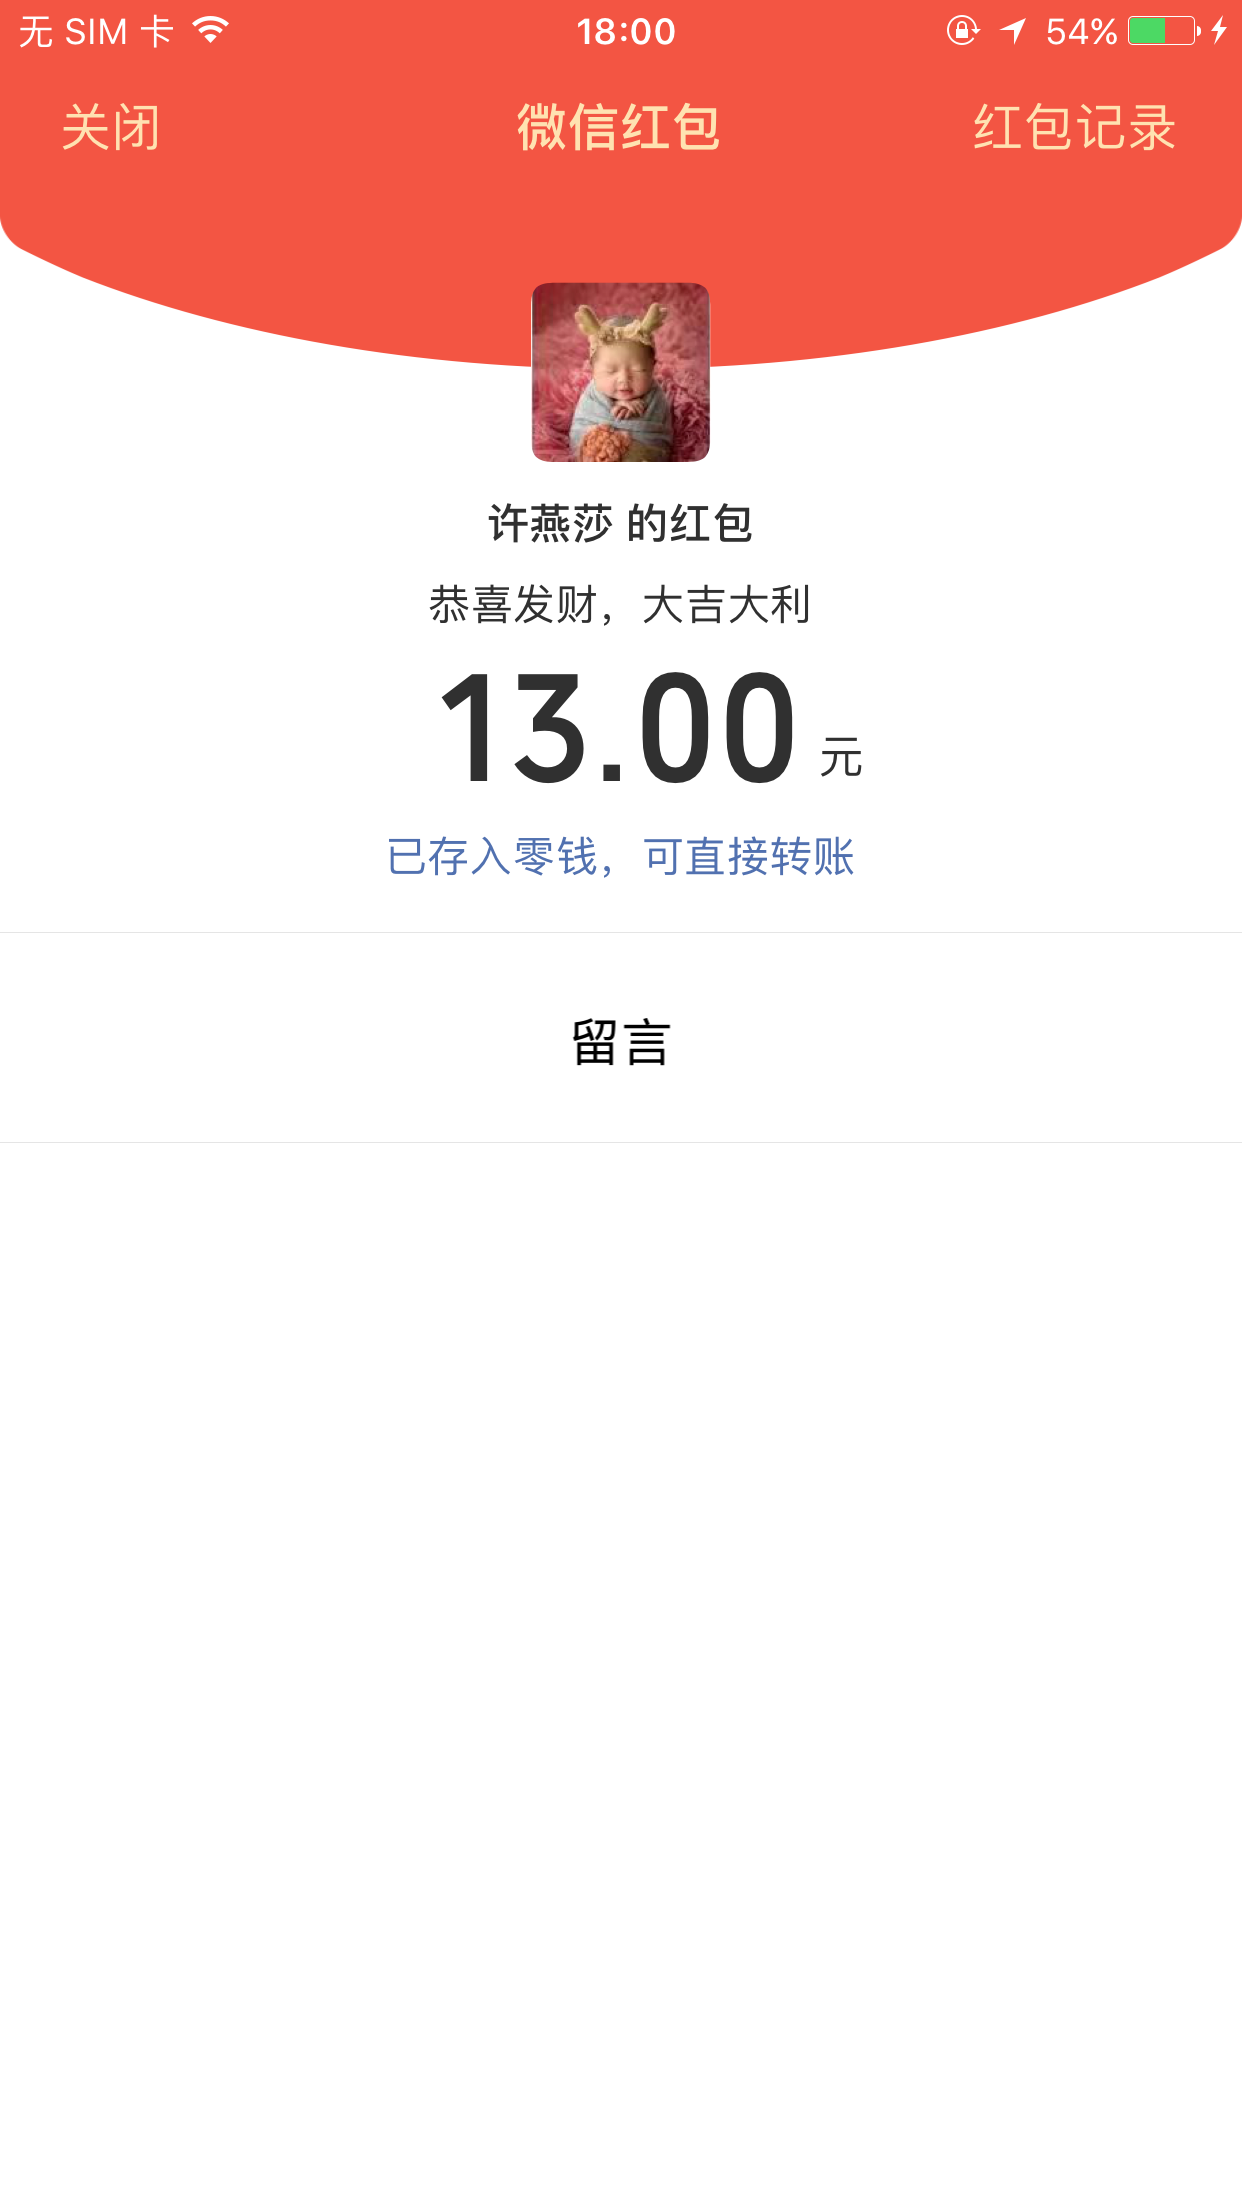 无 SIM 卡 18:00 54%
关闭 微信红包 红包记录
许燕莎 的红包
恭喜发财，大吉大利
13.00 元
已存入零钱，可直接转账
留言